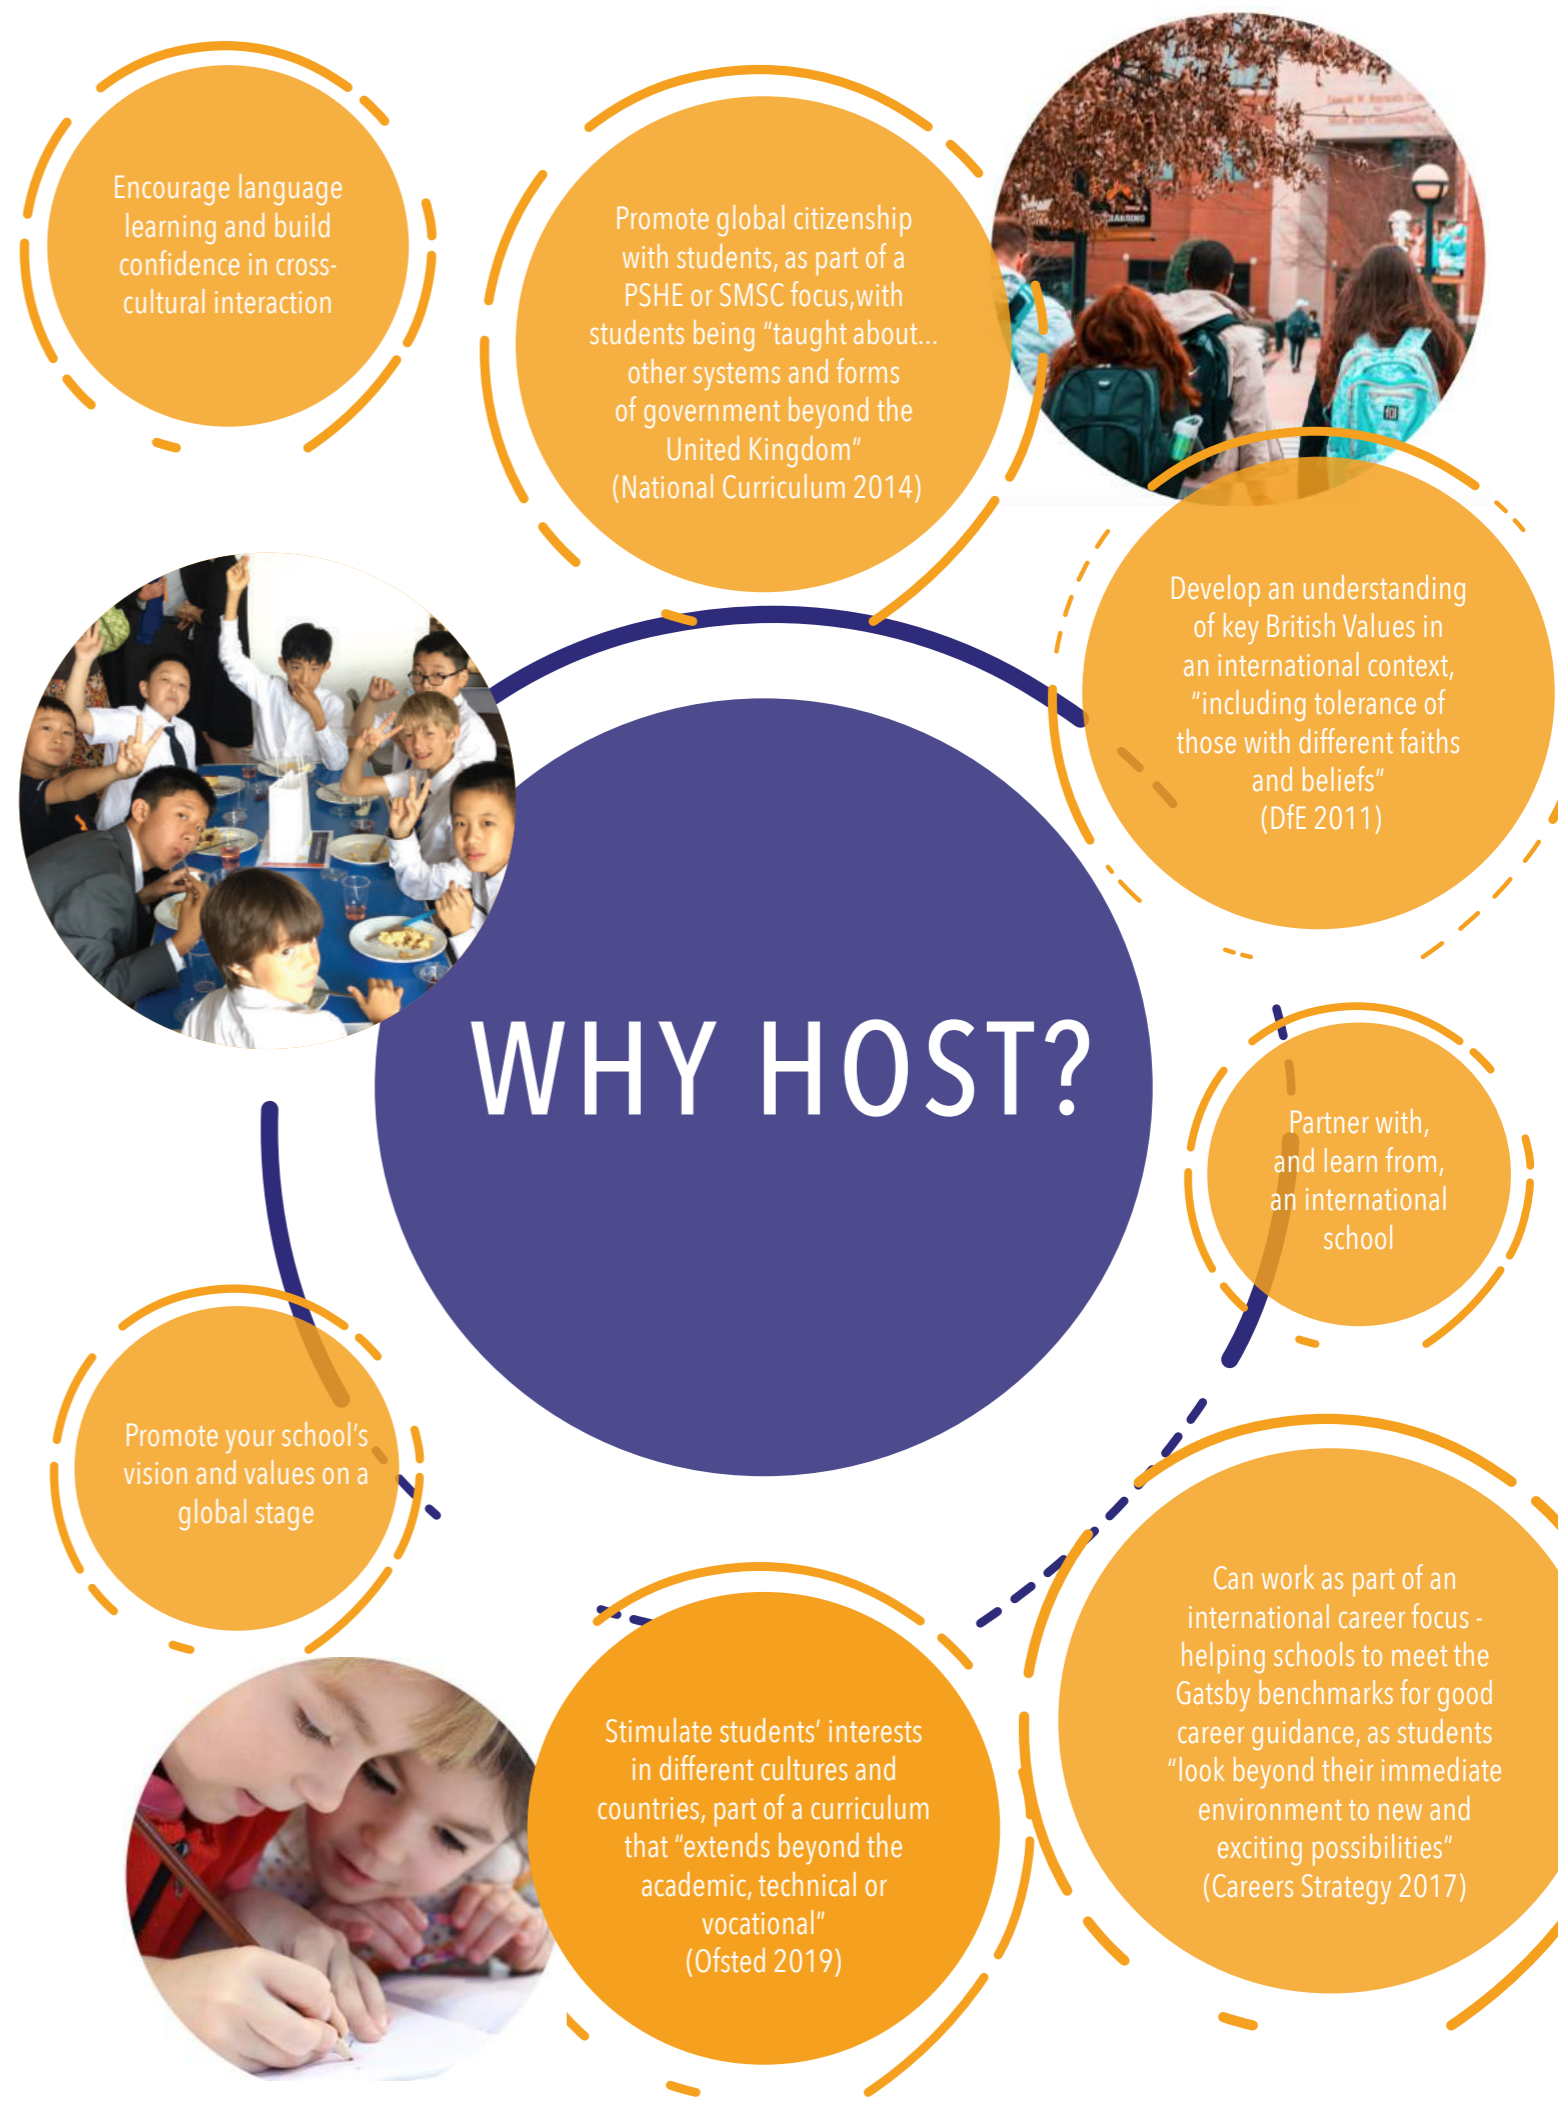 Encourage language
learning and build
confidence in cross-
cultural interaction
Promote global citizenship
with students, as part of a
PSHE or SMSC focus,with
students being “taught about...
other systems and forms
of government beyond the
United Kingdom”
(National Curriculum 2014)
Develop an understanding
of key British Values in
an international context,
“including tolerance of
those with different faiths
and beliefs”
(DfE 2011)
WHY HOST?
Partner with,
and learn from,
an international
school
Promote your school’s
vision and values on a
global stage
Can work as part of an
international career focus -
helping schools to meet the
Gatsby benchmarks for good
career guidance, as students
“look beyond their immediate
environment to new and
exciting possibilities”
(Careers Strategy 2017)
Stimulate students’ interests
in different cultures and
countries, part of a curriculum
that “extends beyond the
academic, technical or
vocational”
(Ofsted 2019)